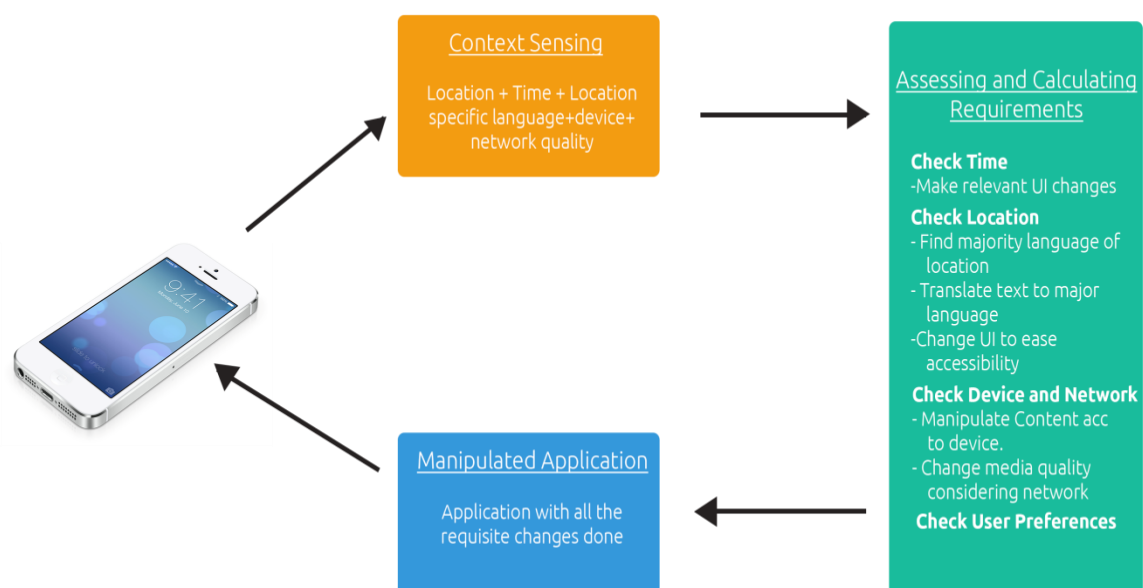 Context Sensing
Location + Time + Location
specific language+device+
network quality
Assessing and Calculating
Requirements
Check Time
-Make relevant UI changes
Check Location
- Find majority language of
location
- Translate text to major
language
-Change UI to ease
accessibility
Check Device and Network
- Manipulate Content acc
to device.
- Change media quality
considering network
Check User Preferences
9:41
Manipulated Application
Application with all the
requisite changes done